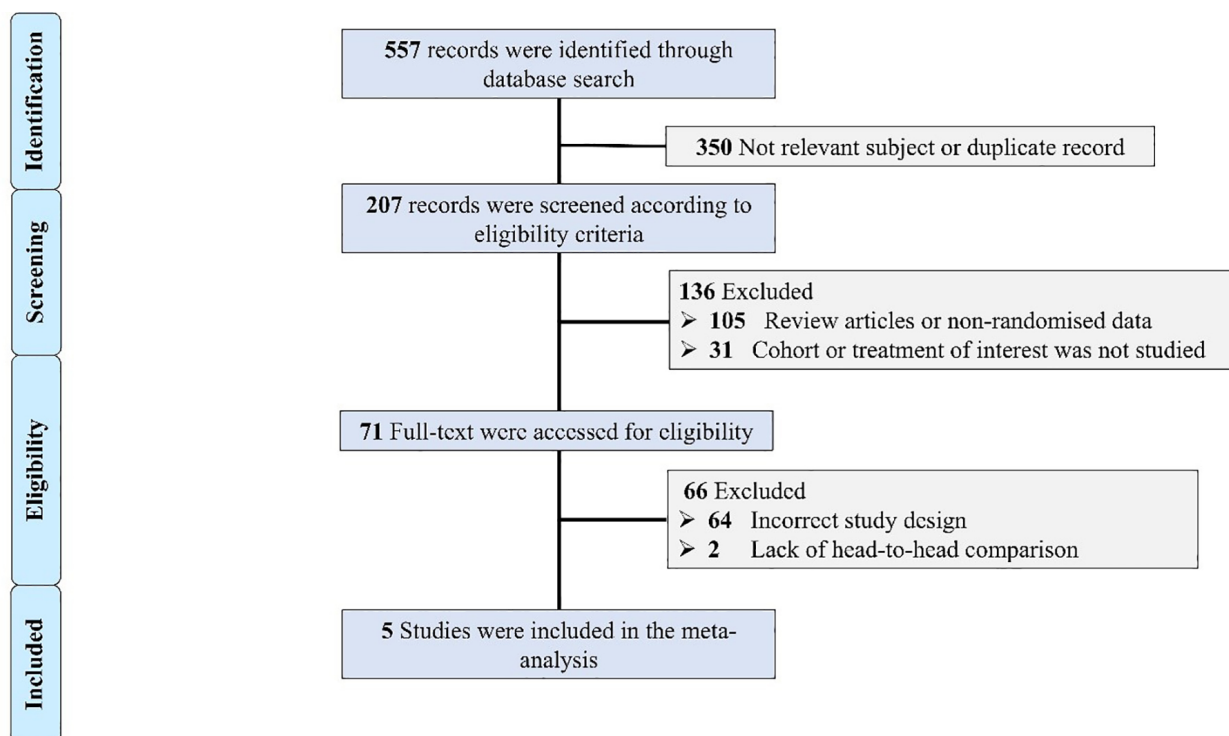 Identification
557 records were identified through
database search
350 Not relevant subject or duplicate record
Screening
207 records were screened according to
eligibility criteria
136 Excluded
➢ 105 Review articles or non-randomised data
➢ 31 Cohort or treatment of interest was not studied
Eligibility
71 Full-text were accessed for eligibility
66 Excluded
➢ 64 Incorrect study design
➢ 2 Lack of head-to-head comparison
Included
5 Studies were included in the meta-
analysis